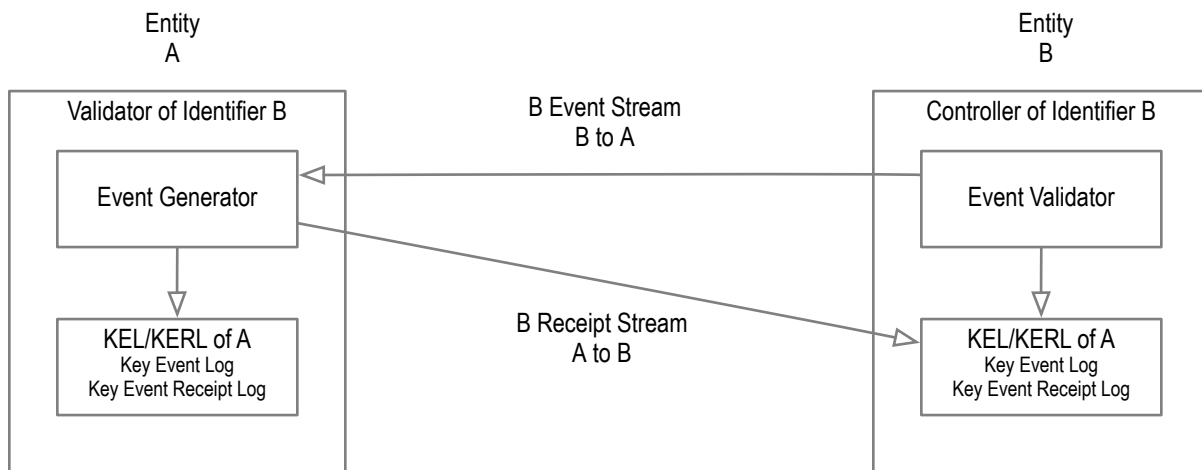 Entity
A
Entity
B
Validator of Identifier B
B Event Stream
B to A
Controller of Identifier B
Event Generator
Event Validator
B Receipt Stream
A to B
KEL/KERL of A
Key Event Log
Key Event Receipt Log
KEL/KERL of A
Key Event Log
Key Event Receipt Log